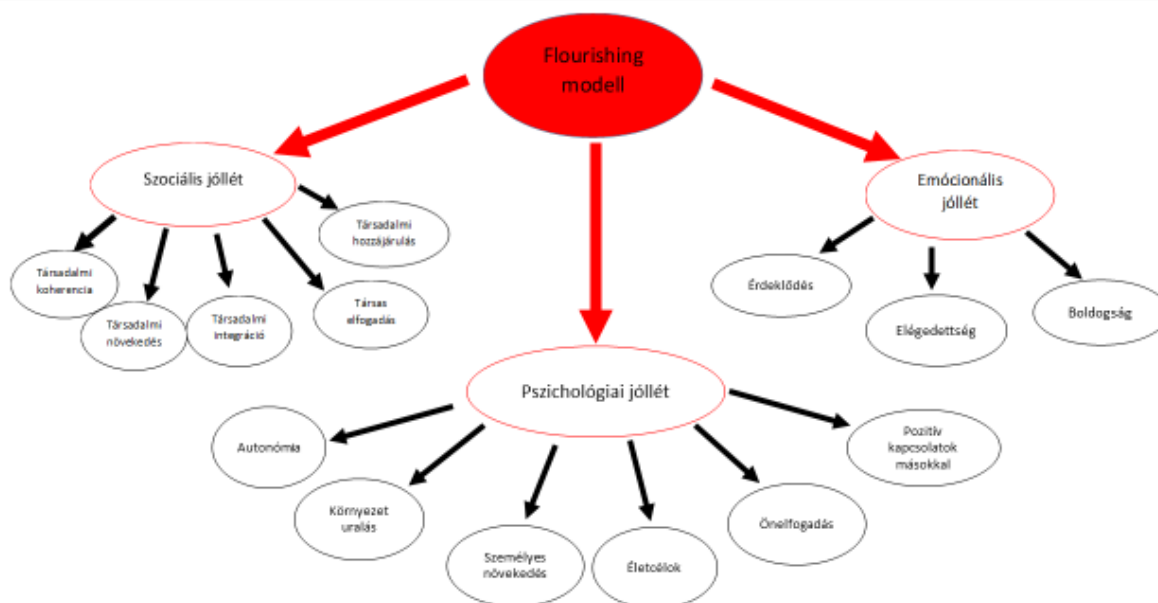 Flourishing
modell
Szociális jóllét
Emócionális
jóllét
Társadalmi
hozzájárulás
Társadalmi
koherencia
Társadalmi
növekedés
Társadalmi
integráció
Társas
elfogadás
Érdeklődés
Elégedettség
Boldogság
Pszichológiai jóllét
Autonómia
Környezet
uralás
Személyes
növekedés
Életcélok
Önelfogadás
Pozitív
kapcsolatok
másokkal